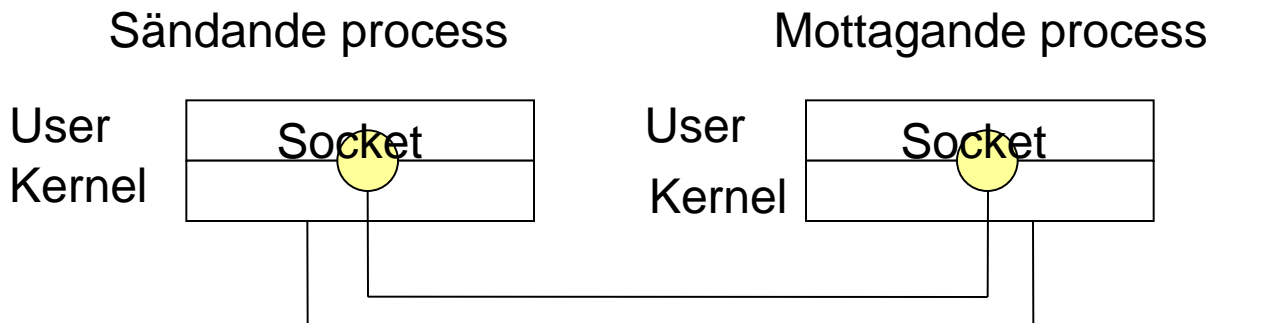 Sändande process
Mottagande process
User
Socket
User
Socket
Kernel
Kernel